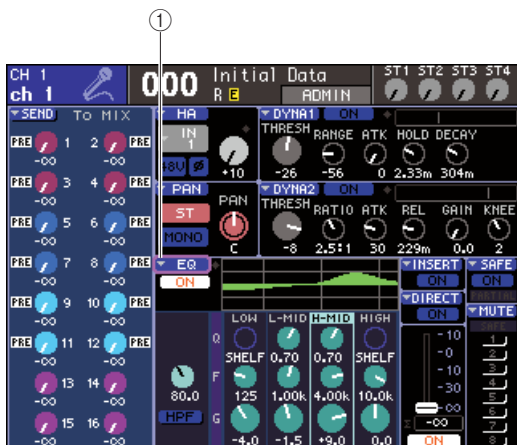 ①
CH 1
ch 1
000 Initial Data
R E ADMIN
ST1 ST2 ST3 ST4
SEND To MIX
PRE 1 2 PRE
-∞ -∞
PRE 3 4 PRE
-∞ -∞
PRE 5 6 PRE
-∞ -∞
PRE 7 8 PRE
-∞ -∞
PRE 9 10 PRE
-∞ -∞
PRE 11 12 PRE
-∞ -∞
13 14
-∞ -∞
15 16
-∞ -∞
HA
IN
1
48V Ø
+10
DYNA1 ON
THRESH RANGE ATK HOLD DECAY
-26 -56 0 2.33m 304m
PAN
ST
MONO
PAN
C
DYNA2 ON
THRESH RATIO ATK REL GAIN KNEE
-8 2.5:1 30 229m 0.0 2
EQ
ON
LOW L-MID H-MID HIGH
Q
SHELF 0.70 0.70 SHELF
F
80.0 125 1.00k 4.00k 10.0k
HPF G
-4.0 -1.5 +9.0 0.0
INSERT
ON
DIRECT
ON
-10
-0
-10
-30
-∞
-∞
ON
SAFE
ON
PARTIAL
MUTE
SAFE
1
2
3
4
5
6
7
8